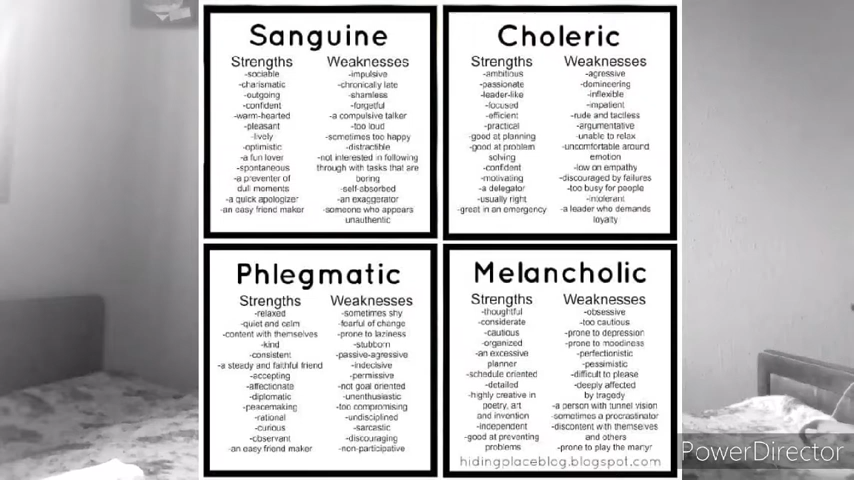 Sanguine
Strengths
-sociable
-charismatic
-outgoing
-confident
-warm-hearted
-pleasant
-lively
-optimistic
-a fun lover
-spontaneous
-a preventer of
dull moments
-a quick apologizer
-an easy friend maker
Weaknesses
-impulsive
-chronically late
-shamless
-forgetful
-a compulsive talker
-too loud
-sometimes too happy
-distractible
-not interested in following
through with tasks that are
boring
-self-absorbed
-an exaggerator
-someone who appears
unauthentic
Choleric
Strengths
-ambitious
-passionate
-leader-like
-focused
-efficient
-practical
-good at planning
-good at problem
solving
-confident
-motivating
-a delegator
-usually right
-great in an emergency
Weaknesses
-agressive
-domineering
-inflexible
-impatient
-rude and tactless
-argumentative
-unable to relax
-uncomfortable around
emotion
-low on empathy
-discouraged by failures
-too busy for people
-intolerant
-a leader who demands
loyalty
Phlegmatic
Strengths
-relaxed
-quiet and calm
-content with themselves
-kind
-consistent
-a steady and faithful friend
-accepting
-affectionate
-diplomatic
-peacemaking
-rational
-curious
-observant
-an easy friend maker
Weaknesses
-sometimes shy
-fearful of change
-prone to laziness
-stubborn
-passive-agressive
-indecisive
-permissive
-not goal oriented
-unenthusiastic
-too compromising
-undisciplined
-sarcastic
-discouraging
-non-participative
Melancholic
Strengths
-thoughtful
-considerate
-cautious
-organized
-an excessive
planner
-schedule oriented
-detailed
-highly creative in
poetry, art
and invention
-independent
-good at preventing
problems
Weaknesses
-obsessive
-too cautious
-prone to depression
-prone to moodiness
-perfectionistic
-pessimistic
-difficult to please
-deeply affected
by tragedy
-a person with tunnel vision
-sometimes a procrastinator
-discontent with themselves
and others
-prone to play the martyr
hidingplaceblog.blogspot.com
PowerDirector